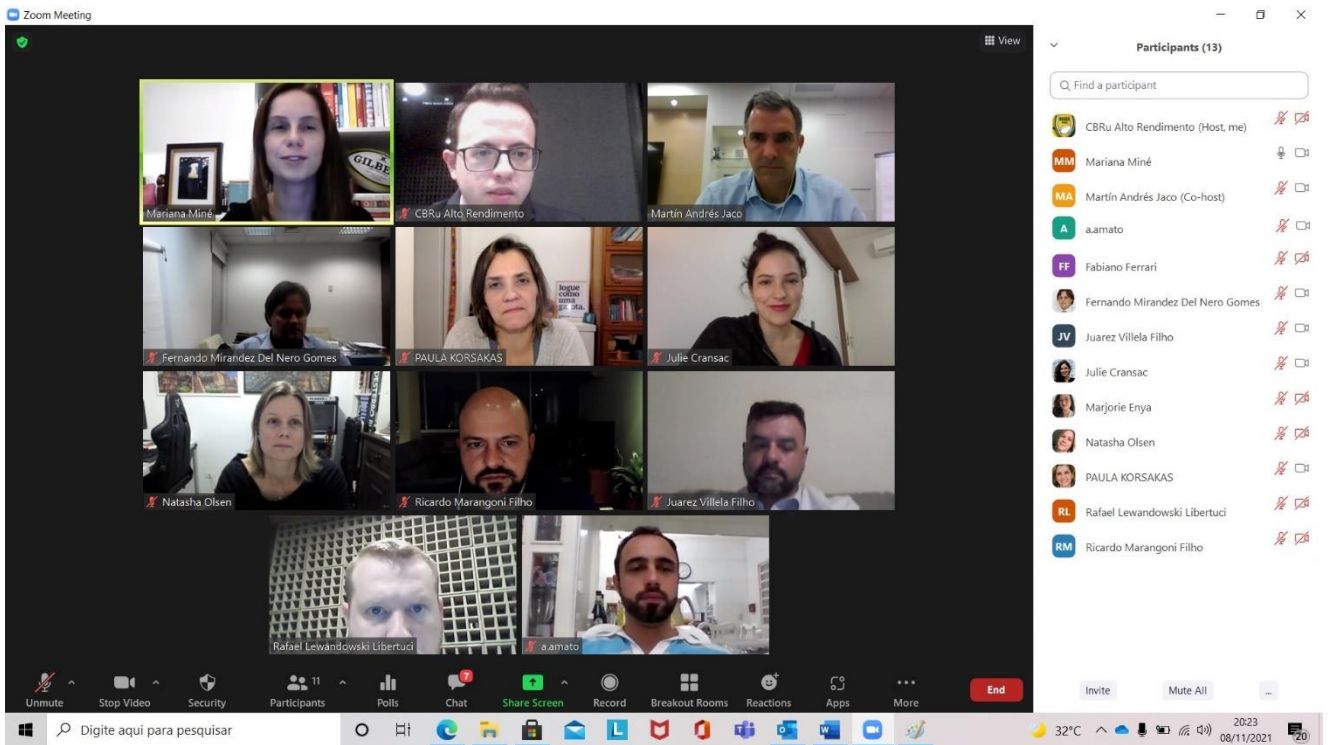 Zoom Meeting
View
Mariana Miné
GILBE
CBRu Alto Rendimento
Martín Andrés Jaco
Fernando Mirandez Del Nero Gomes
Jogue
como
uma
garota.
PAULA KORSAKAS
Julie Cransac
Natasha Olsen
Ricardo Marangoni Filho
Juarez Villela Filho
Rafael Lewandowski Libertuci
a.amato
Participants (13)
Find a participant
CBRu Alto Rendimento (Host, me)
MM Mariana Miné
MA Martín Andrés Jaco (Co-host)
A a.amato
FF Fabiano Ferrari
Fernando Mirandez Del Nero Gomes
JV Juarez Villela Filho
Julie Cransac
Marjorie Enya
Natasha Olsen
PAULA KORSAKAS
RL Rafael Lewandowski Libertuci
RM Ricardo Marangoni Filho
Invite Mute All ...
11 7
Unmute Stop Video Security Participants Polls Chat Share Screen Record Breakout Rooms Reactions Apps More End
Digite aqui para pesquisar
L
32°C
20:23
08/11/2021
20